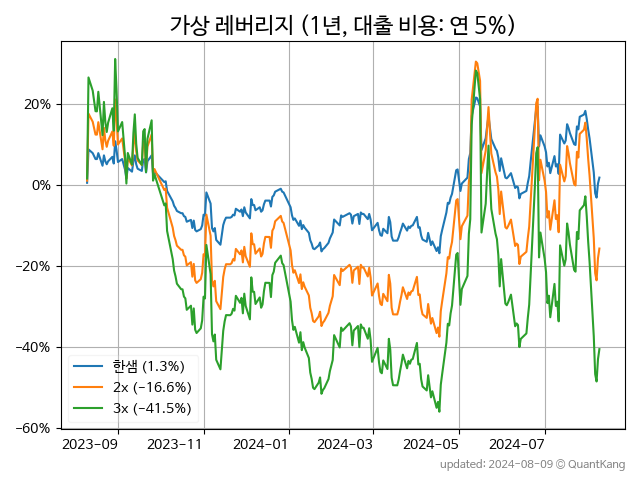 가상 레버리지 (1년, 대출 비용: 연 5%)
20%
0%
−20%
−40%
−60%
한샘 (1.3%)
2x (−16.6%)
3x (−41.5%)
2023-09 2023-11 2024-01 2024-03 2024-05 2024-07
updated: 2024-08-09 © QuantKang